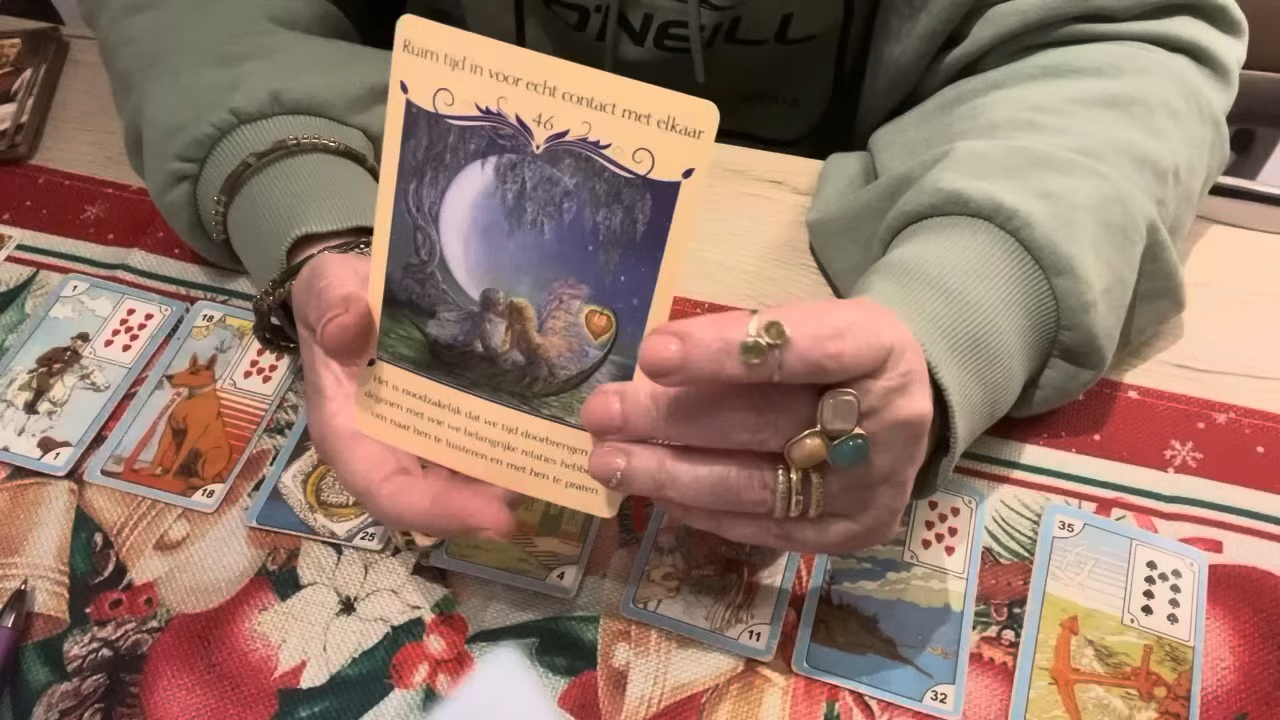 O'NEILL
Ruim tijd in voor echt contact met elkaar
46
Het is noodzakelijk dat we tijd doorbrengen
degenen met wie we belangrijke relaties
om naar hen te luisteren en met hen te praten.
1
1
18
18
25
4
11
32
35